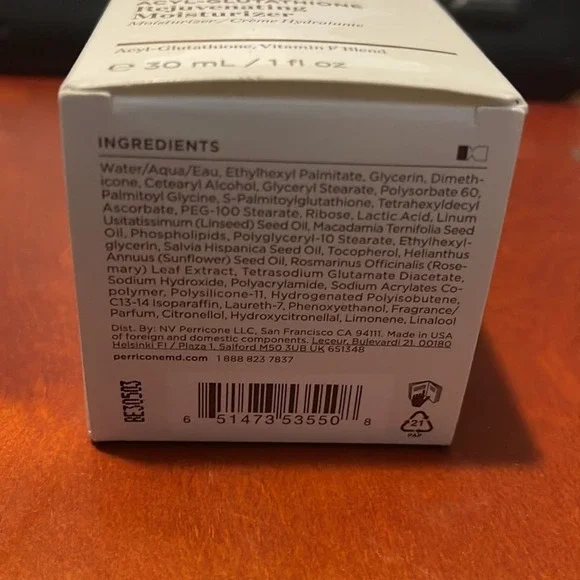 ACYL-GLUTATHIONE
Rejuvenating
Moisturizer
Moisturizer/Crème Hydratante
Acyl-Glutathione, Vitamin F Blend
e 30 mL / 1 fl oz
INGREDIENTS
Water/Aqua/Eau, Ethylhexyl Palmitate, Glycerin, Dimeth-
icone, Cetearyl Alcohol, Glyceryl Stearate, Polysorbate 60,
Palmitoyl Glycine, S-Palmitoylglutathione, Tetrahexyldecyl
Ascorbate, PEG-100 Stearate, Ribose, Lactic Acid, Linum
Usitatissimum (Linseed) Seed Oil, Macadamia Ternifolia Seed
Oil, Phospholipids, Polyglyceryl-10 Stearate, Ethylhexyl-
glycerin, Salvia Hispanica Seed Oil, Tocopherol, Helianthus
Annuus (Sunflower) Seed Oil, Rosmarinus Officinalis (Rose-
mary) Leaf Extract, Tetrasodium Glutamate Diacetate,
Sodium Hydroxide, Polyacrylamide, Sodium Acrylates Co-
polymer, Polysilicone-11, Hydrogenated Polyisobutene,
C13-14 Isoparaffin, Laureth-7, Phenoxyethanol, Fragrance/
Parfum, Citronellol, Hydroxycitronellal, Limonene, Linalool
Dist. By: NV Perricone LLC, San Francisco CA 94111. Made in USA
of foreign and domestic components. Leceur, Bulevardi 21, 00180
Helsinki FI / Plaza 1, Salford M50 3UB UK 651348
perriconemd.com 1 888 823 7837
BE30503
6 51473 53550 8
21
PAP